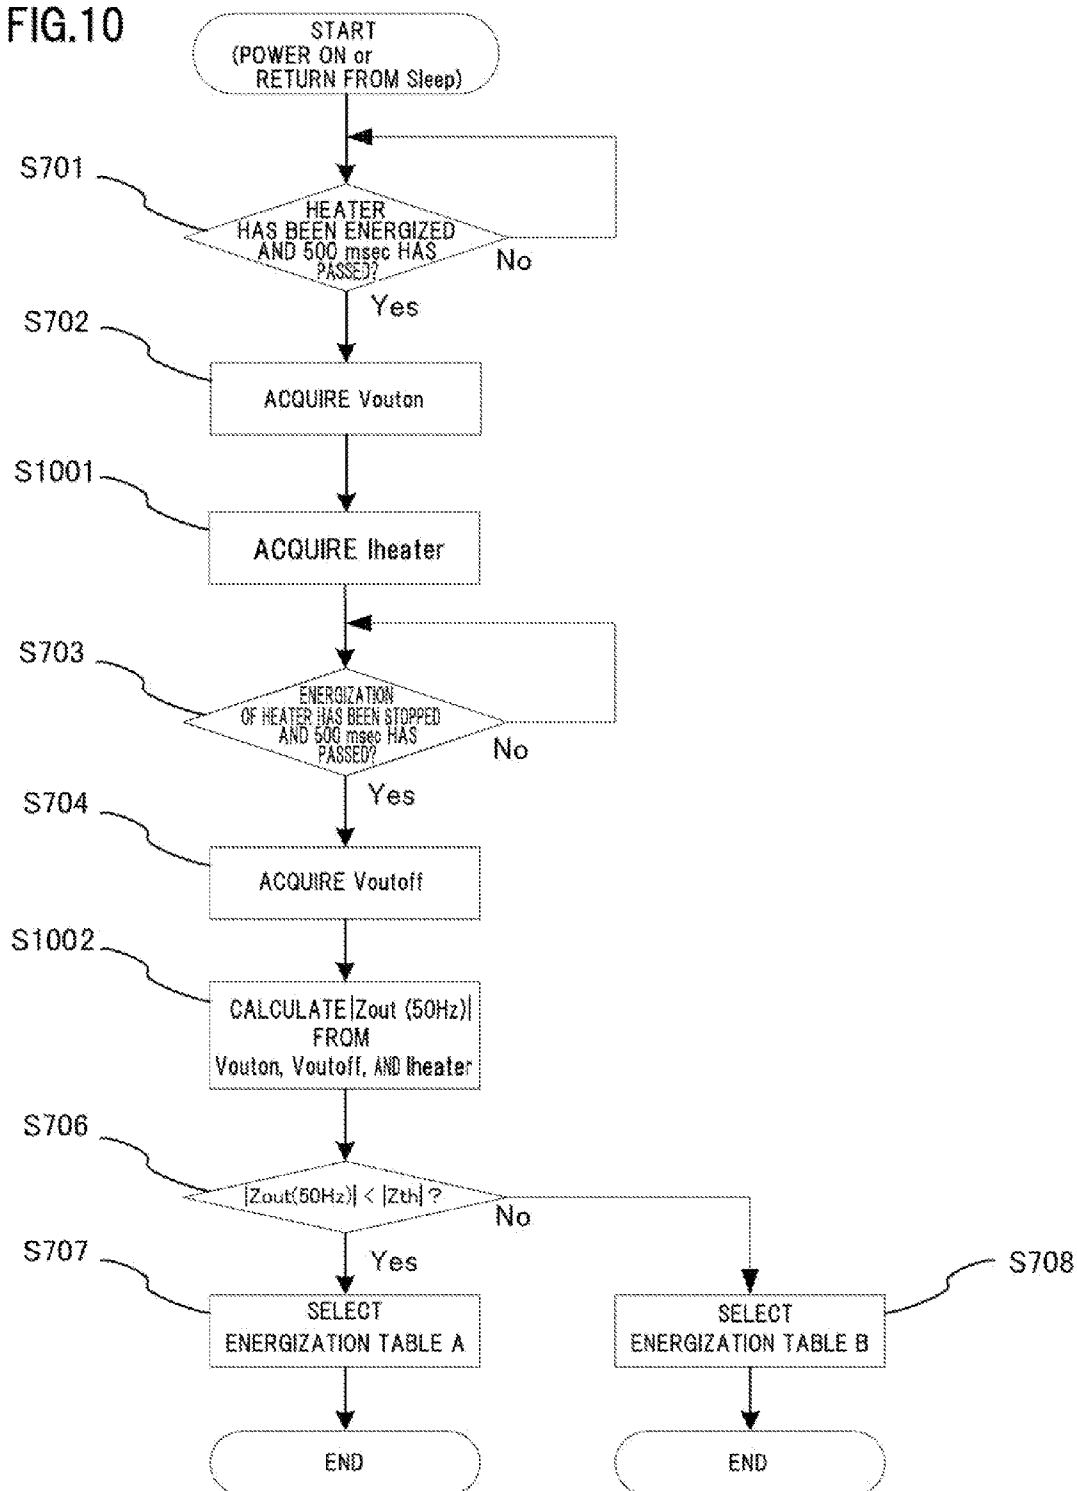 FIG.10
START
(POWER ON or
RETURN FROM Sleep)
S701
HEATER
HAS BEEN ENERGIZED
AND 500 msec HAS
PASSED?
No
Yes
S702
ACQUIRE Vouton
S1001
ACQUIRE Iheater
S703
ENERGIZATION
OF HEATER HAS BEEN STOPPED
AND 500 msec HAS
PASSED?
No
Yes
S704
ACQUIRE Voutoff
S1002
CALCULATE |Zout (50Hz)|
FROM
Vouton, Voutoff, AND Iheater
S706
|Zout(50Hz)| < |Zth| ?
No
Yes
S707
SELECT
ENERGIZATION TABLE A
S708
SELECT
ENERGIZATION TABLE B
END
END